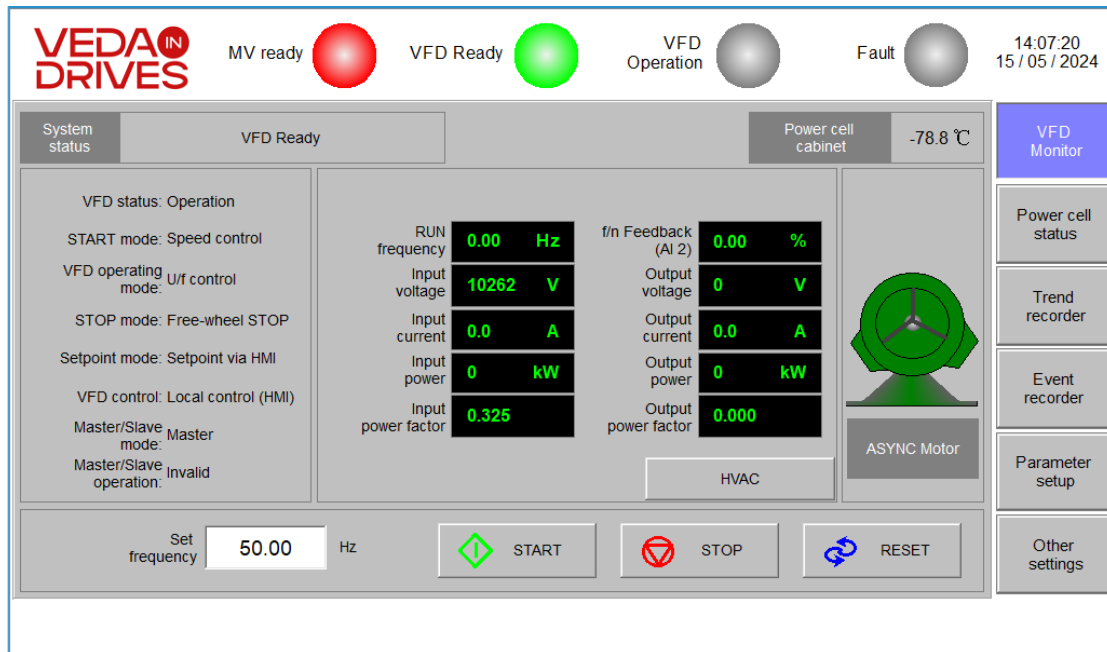 VEDA IN
DRIVES
MV ready
VFD Ready
VFD
Operation
Fault
14:07:20
15 / 05 / 2024
System
status
VFD Ready
Power cell
cabinet
-78.8 ℃
VFD status: Operation
START mode: Speed control
VFD operating
mode:
U/f control
STOP mode: Free-wheel STOP
Setpoint mode: Setpoint via HMI
VFD control: Local control (HMI)
Master/Slave
mode:
Master
Master/Slave
operation:
Invalid
RUN
frequency
0.00 Hz
Input
voltage
10262 V
Input
current
0.0 A
Input
power
0 kW
Input
power factor
0.325
f/n Feedback
(AI 2)
0.00 %
Output
voltage
0 V
Output
current
0.0 A
Output
power
0 kW
Output
power factor
0.000
HVAC
ASYNC Motor
VFD
Monitor
Power cell
status
Trend
recorder
Event
recorder
Parameter
setup
Other
settings
Set
frequency
50.00 Hz
START
STOP
RESET